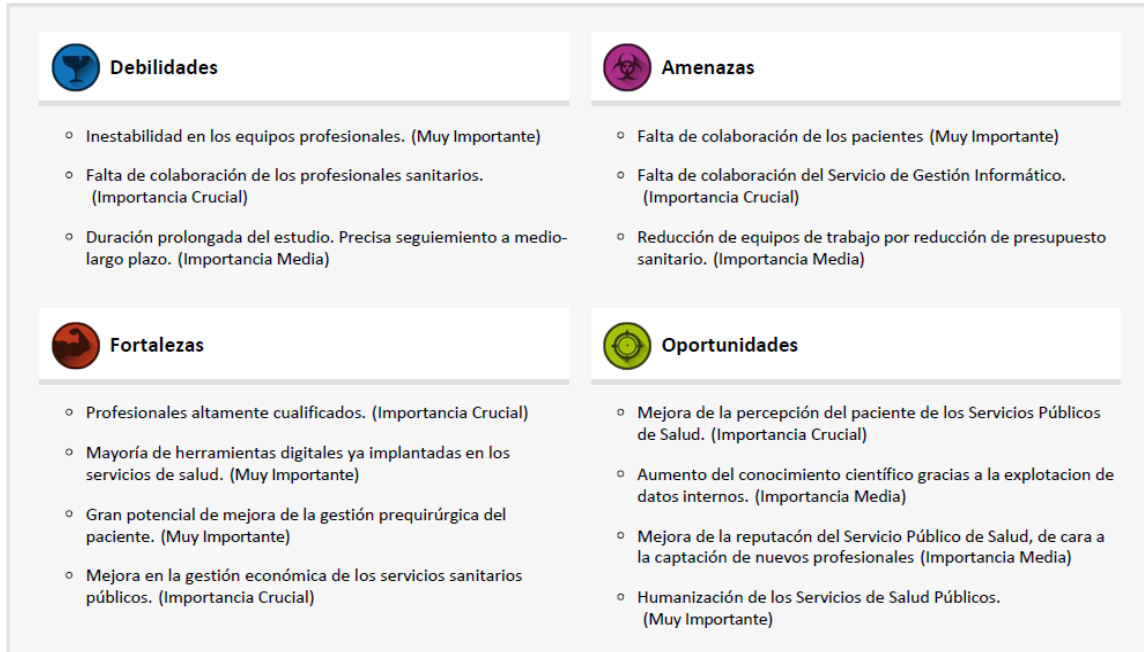 Debilidades
○ Inestabilidad en los equipos profesionales. (Muy Importante)
○ Falta de colaboración de los profesionales sanitarios.
(Importancia Crucial)
○ Duración prolongada del estudio. Precisa seguiemiento a medio-
largo plazo. (Importancia Media)
Amenazas
○ Falta de colaboración de los pacientes (Muy Importante)
○ Falta de colaboración del Servicio de Gestión Informático.
(Importancia Crucial)
○ Reducción de equipos de trabajo por reducción de presupuesto
sanitario. (Importancia Media)
Fortalezas
○ Profesionales altamente cualificados. (Importancia Crucial)
○ Mayoría de herramientas digitales ya implantadas en los
servicios de salud. (Muy Importante)
○ Gran potencial de mejora de la gestión prequirúrgica del
paciente. (Muy Importante)
○ Mejora en la gestión económica de los servicios sanitarios
públicos. (Importancia Crucial)
Oportunidades
○ Mejora de la percepción del paciente de los Servicios Públicos
de Salud. (Importancia Crucial)
○ Aumento del conocimiento científico gracias a la explotacion de
datos internos. (Importancia Media)
○ Mejora de la reputacón del Servicio Público de Salud, de cara a
la captación de nuevos profesionales (Importancia Media)
○ Humanización de los Servicios de Salud Públicos.
(Muy Importante)